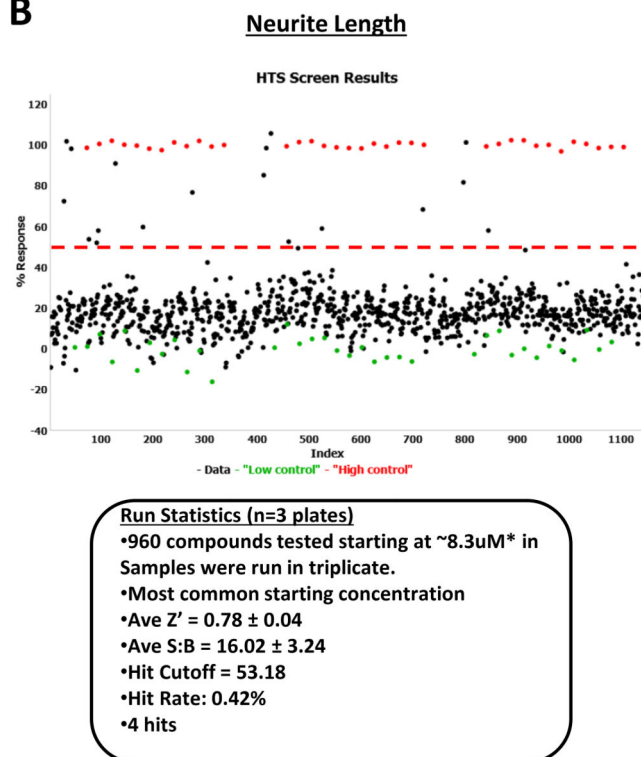 B
Neurite Length
HTS Screen Results
120
100
80
60
40
20
0
-20
-40
% Response
100 200 300 400 500 600 700 800 900 1000 1100
Index
- Data - "Low control" - "High control"
Run Statistics (n=3 plates)
•960 compounds tested starting at ~8.3uM* in
Samples were run in triplicate.
•Most common starting concentration
•Ave Z’ = 0.78 ± 0.04
•Ave S:B = 16.02 ± 3.24
•Hit Cutoff = 53.18
•Hit Rate: 0.42%
•4 hits